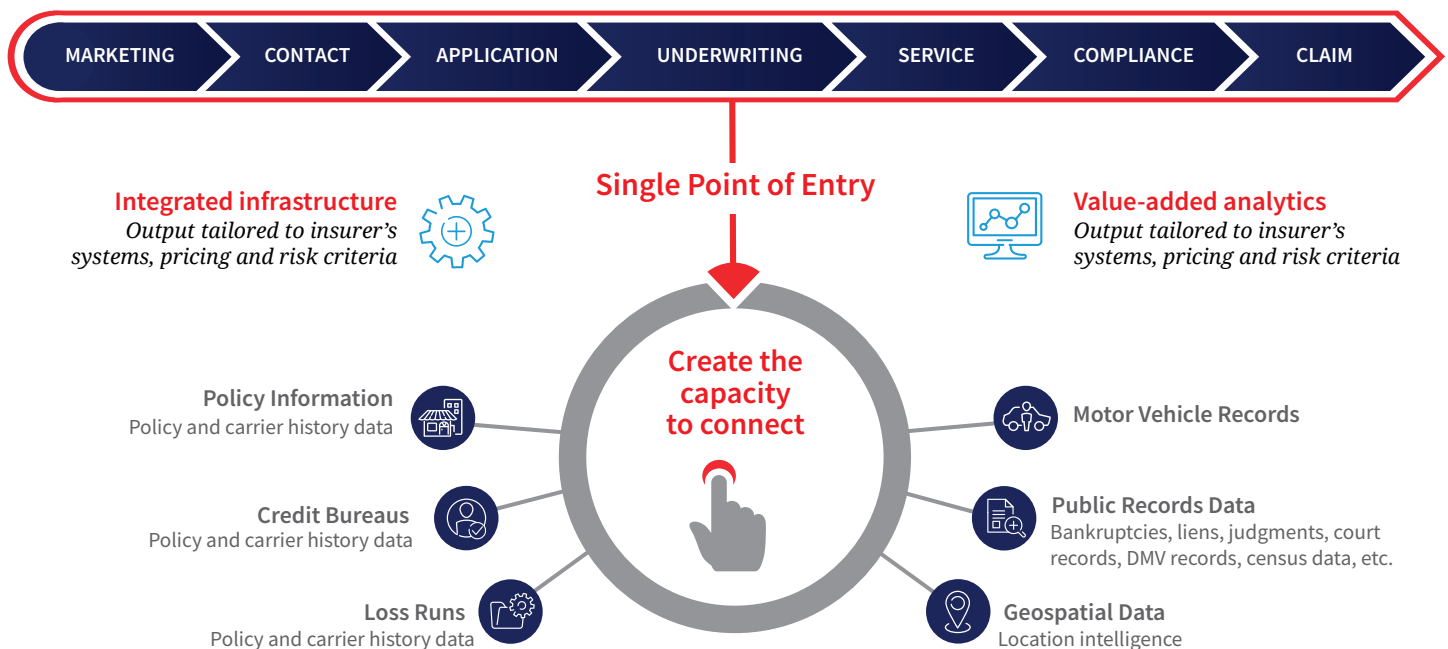 MARKETING
CONTACT
APPLICATION
UNDERWRITING
SERVICE
COMPLIANCE
CLAIM
Single Point of Entry
Integrated infrastructure
Output tailored to insurer’s
systems, pricing and risk criteria
Value-added analytics
Output tailored to insurer’s
systems, pricing and risk criteria
Create the
capacity
to connect
Policy Information
Policy and carrier history data
Credit Bureaus
Policy and carrier history data
Loss Runs
Policy and carrier history data
Motor Vehicle Records
Public Records Data
Bankruptcies, liens, judgments, court
records, DMV records, census data, etc.
Geospatial Data
Location intelligence